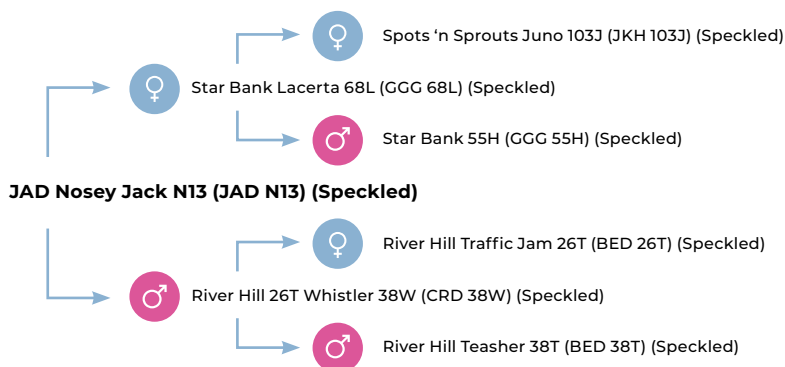 Spots ‘n Sprouts Juno 103J (JKH 103J) (Speckled)
Star Bank Lacerta 68L (GGG 68L) (Speckled)
Star Bank 55H (GGG 55H) (Speckled)
JAD Nosey Jack N13 (JAD N13) (Speckled)
River Hill Traffic Jam 26T (BED 26T) (Speckled)
River Hill 26T Whistler 38W (CRD 38W) (Speckled)
River Hill Teasher 38T (BED 38T) (Speckled)